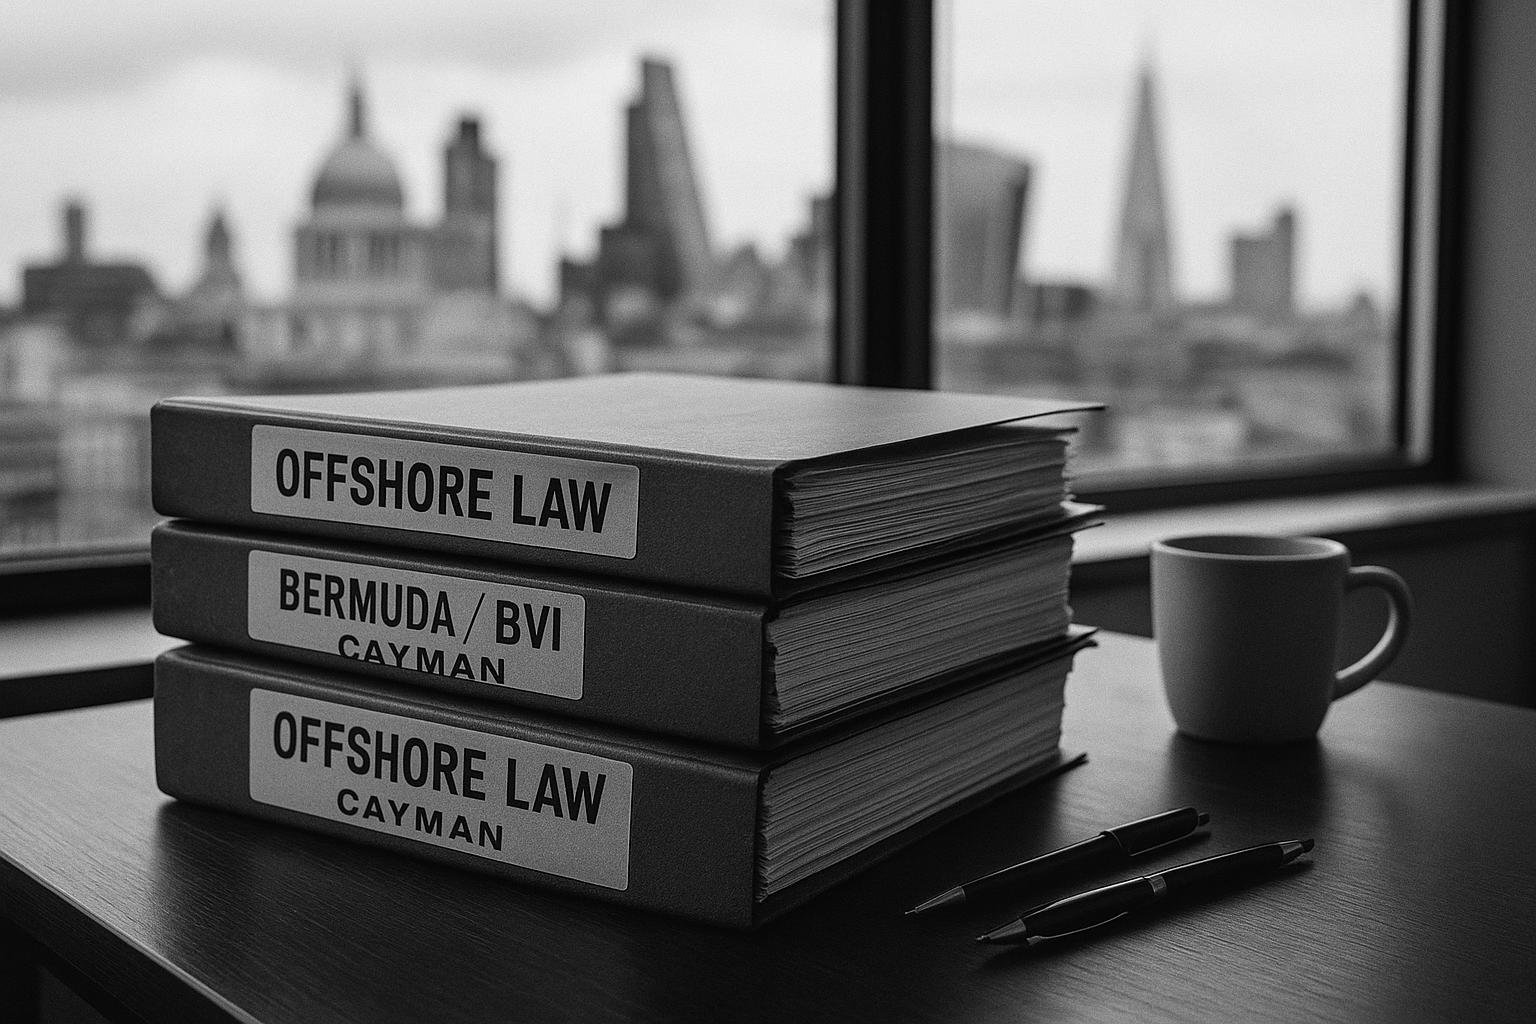 OFFSHORE LAW
BERMUDA / BVI
CAYMAN
OFFSHORE LAW
CAYMAN